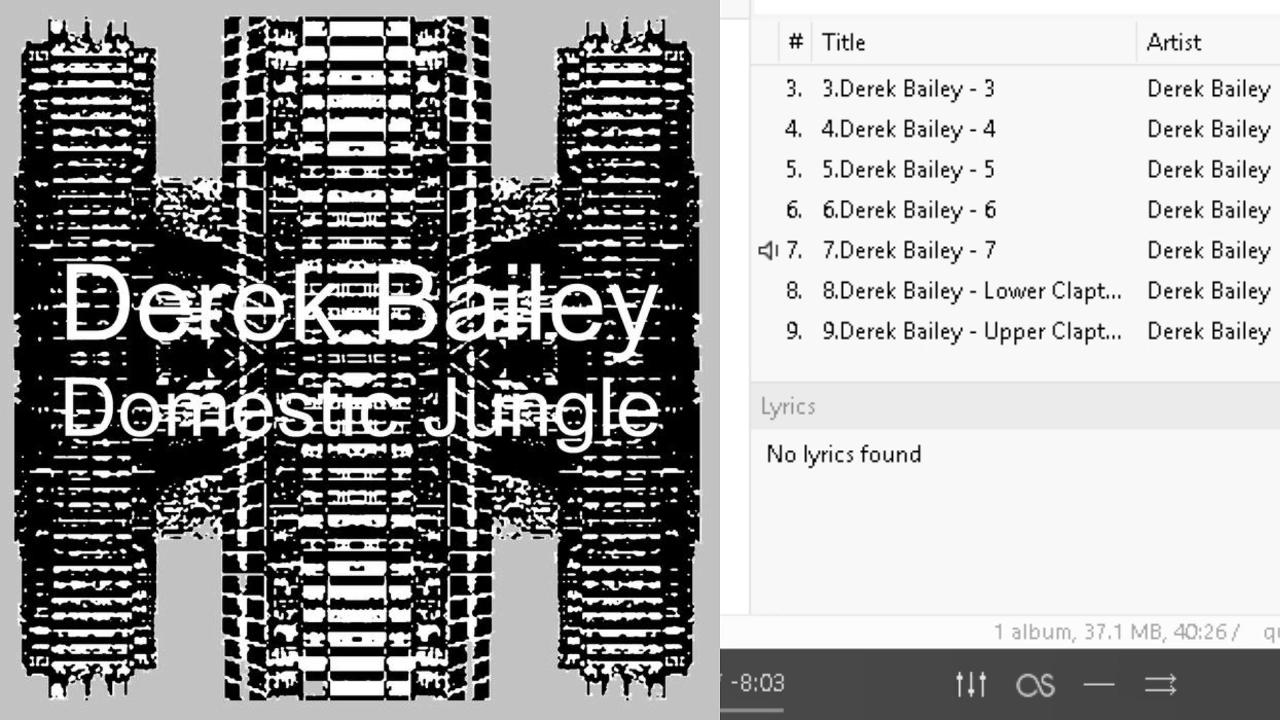 Derek Bailey
Domestic Jungle
# Title Artist
3. 3.Derek Bailey - 3 Derek Bailey
4. 4.Derek Bailey - 4 Derek Bailey
5. 5.Derek Bailey - 5 Derek Bailey
6. 6.Derek Bailey - 6 Derek Bailey
7. 7.Derek Bailey - 7 Derek Bailey
8. 8.Derek Bailey - Lower Clapt... Derek Bailey
9. 9.Derek Bailey - Upper Clapt... Derek Bailey
Lyrics
No lyrics found
1 album, 37.1 MB, 40:26 /
-8:03